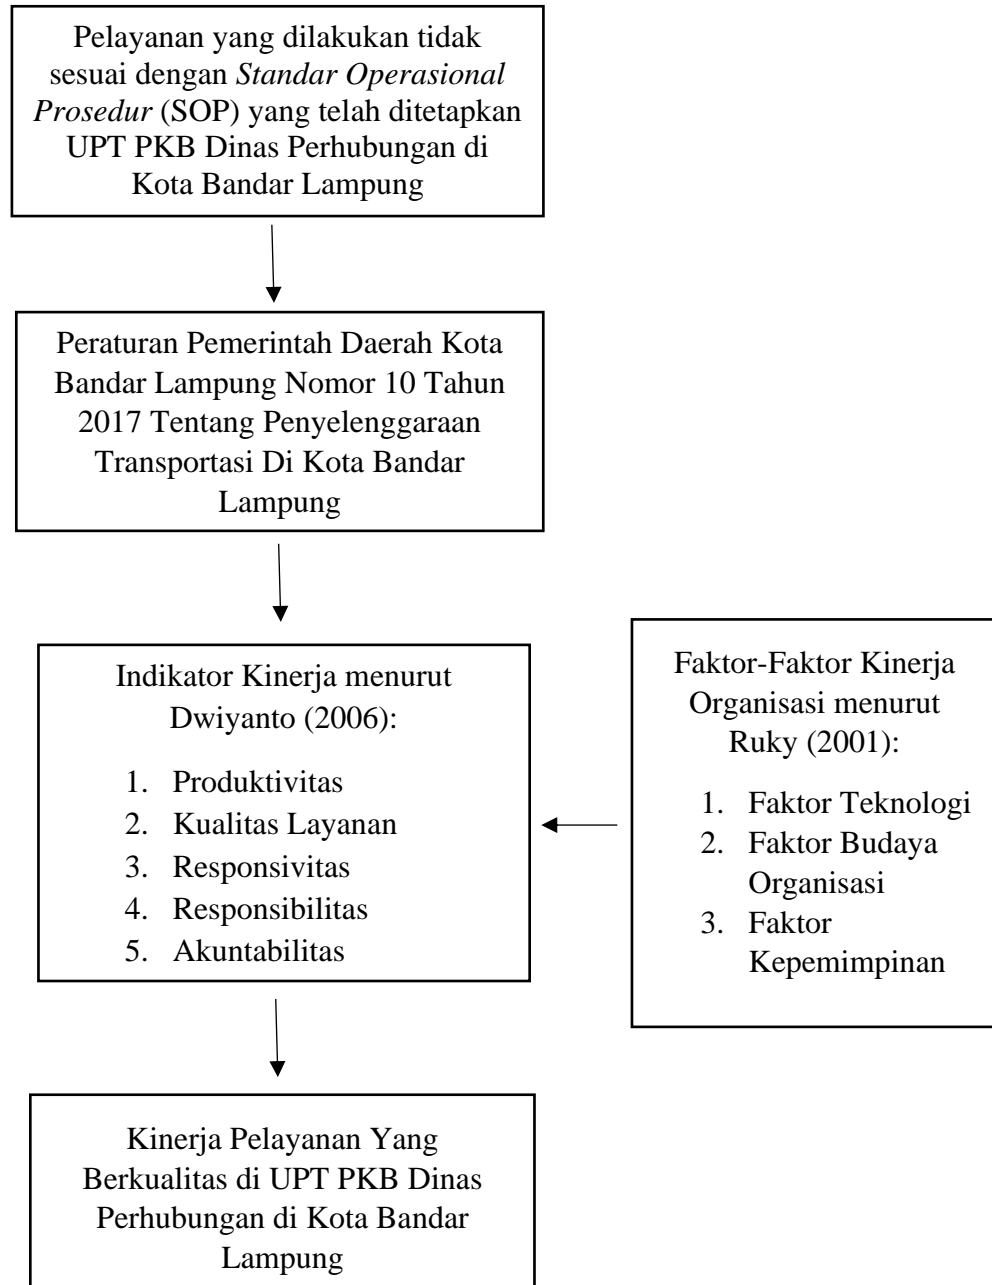 Pelayanan yang dilakukan tidak
sesuai dengan Standar Operasional
Prosedur (SOP) yang telah ditetapkan
UPT PKB Dinas Perhubungan di
Kota Bandar Lampung
Peraturan Pemerintah Daerah Kota
Bandar Lampung Nomor 10 Tahun
2017 Tentang Penyelenggaraan
Transportasi Di Kota Bandar
Lampung
Indikator Kinerja menurut
Dwiyanto (2006):
1. Produktivitas
2. Kualitas Layanan
3. Responsivitas
4. Responsibilitas
5. Akuntabilitas
Faktor-Faktor Kinerja
Organisasi menurut
Ruky (2001):
1. Faktor Teknologi
2. Faktor Budaya
Organisasi
3. Faktor
Kepemimpinan
Kinerja Pelayanan Yang
Berkualitas di UPT PKB Dinas
Perhubungan di Kota Bandar
Lampung